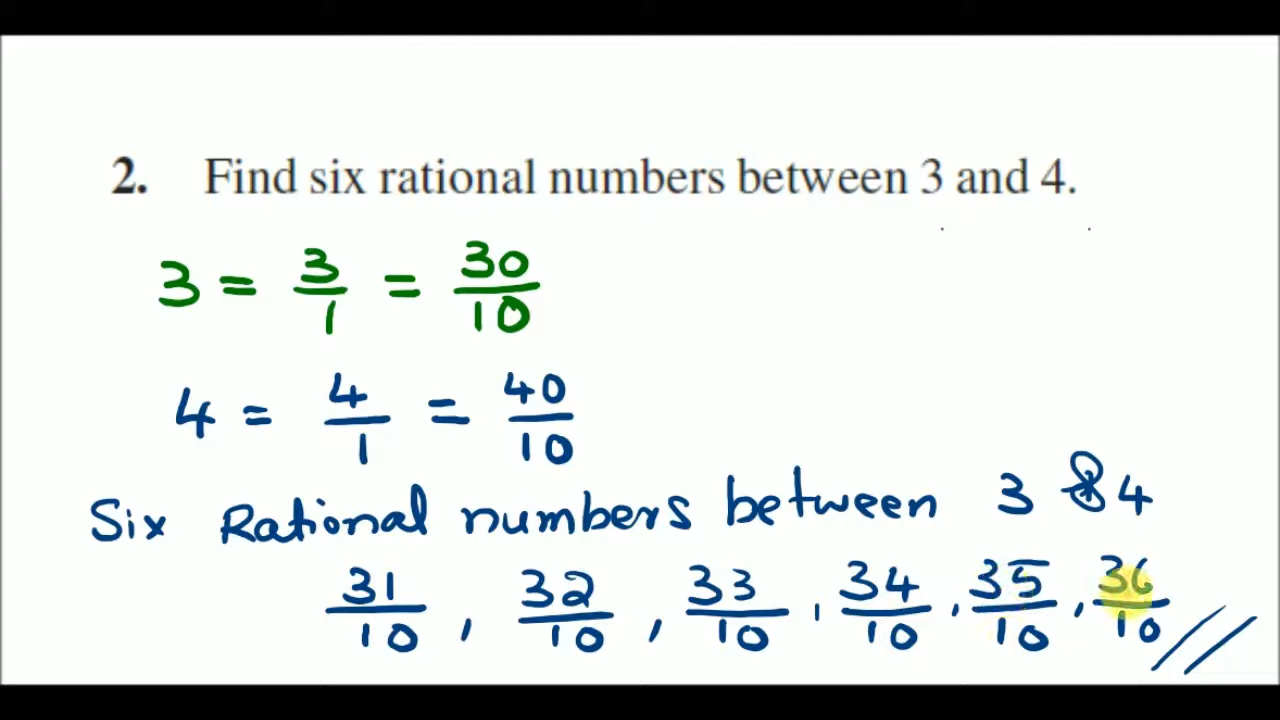 2. Find six rational numbers between 3 and 4.
3 = 3/1 = 30/10
4 = 4/1 = 40/10
Six Rational numbers between 3 & 4
31/10, 32/10, 33/10, 34/10, 35/10, 36/10 //